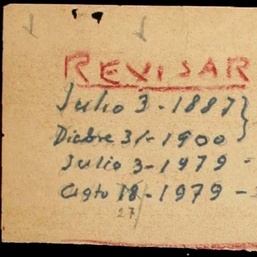 REVISAR
Julio 3-1887}
Dicbre 31-1900}
Julio 3-1979 -
Agto 18-1979 -
27/